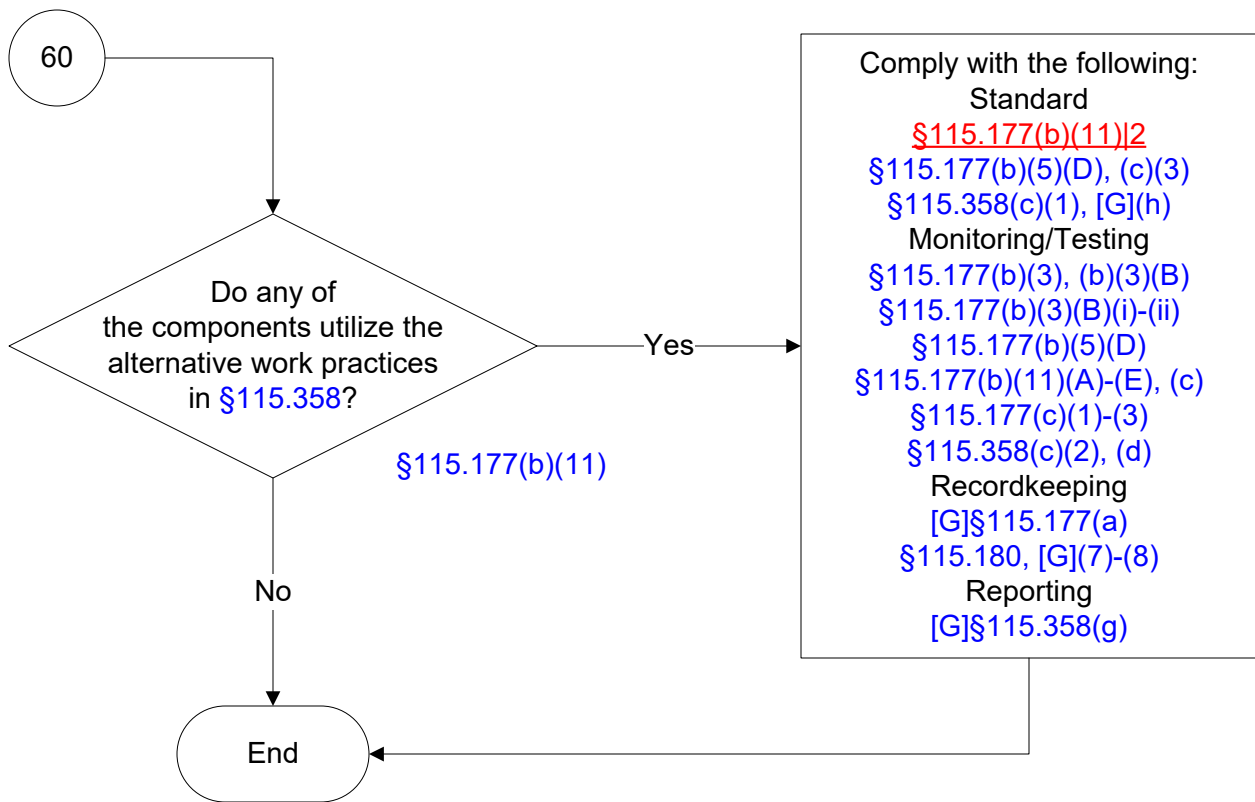 60
Do any of
the components utilize the
alternative work practices
in §115.358?
§115.177(b)(11)
Yes
No
End
Comply with the following:
Standard
§115.177(b)(11)|2
§115.177(b)(5)(D), (c)(3)
§115.358(c)(1), [G](h)
Monitoring/Testing
§115.177(b)(3), (b)(3)(B)
§115.177(b)(3)(B)(i)-(ii)
§115.177(b)(5)(D)
§115.177(b)(11)(A)-(E), (c)
§115.177(c)(1)-(3)
§115.358(c)(2), (d)
Recordkeeping
[G]§115.177(a)
§115.180, [G](7)-(8)
Reporting
[G]§115.358(g)